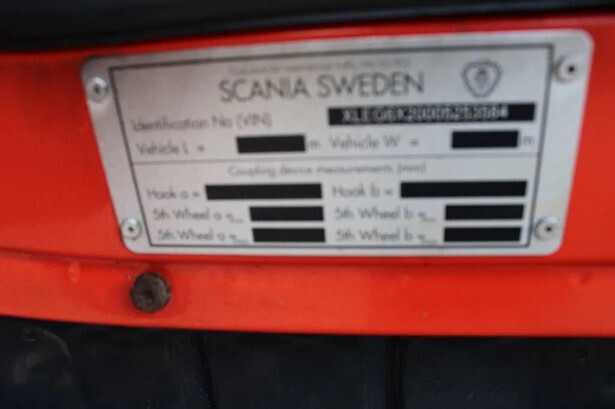 SCANIA SWEDEN
Identification No (VIN)
Vehicle L = m Vehicle W = m
Coupling device measurements (mm)
Hook a = Hook b =
5th Wheel a 5th Wheel b
5th Wheel a 5th Wheel b